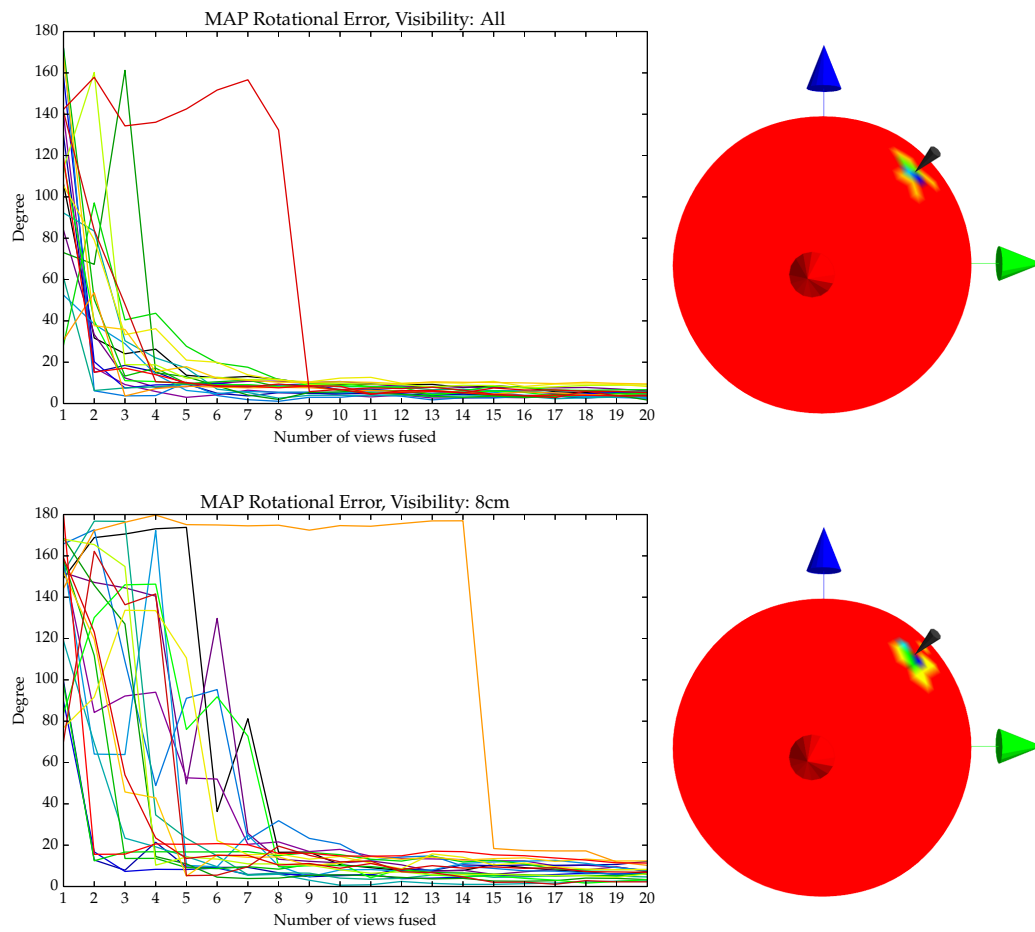 MAP Rotational Error, Visibility: All
180
160
140
120
100
80
60
40
20
0
Degree
1 2 3 4 5 6 7 8 9 10 11 12 13 14 15 16 17 18 19 20
Number of views fused
MAP Rotational Error, Visibility: 8cm
180
160
140
120
100
80
60
40
20
0
Degree
1 2 3 4 5 6 7 8 9 10 11 12 13 14 15 16 17 18 19 20
Number of views fused